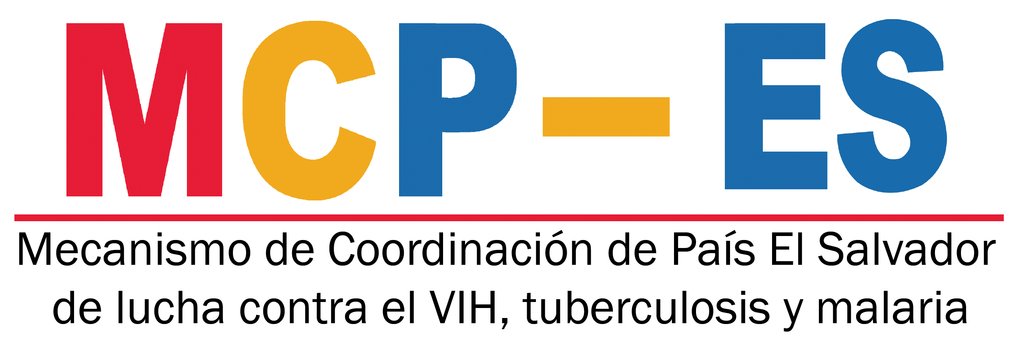 MCP–ES
Mecanismo de Coordinación de País El Salvador
de lucha contra el VIH, tuberculosis y malaria